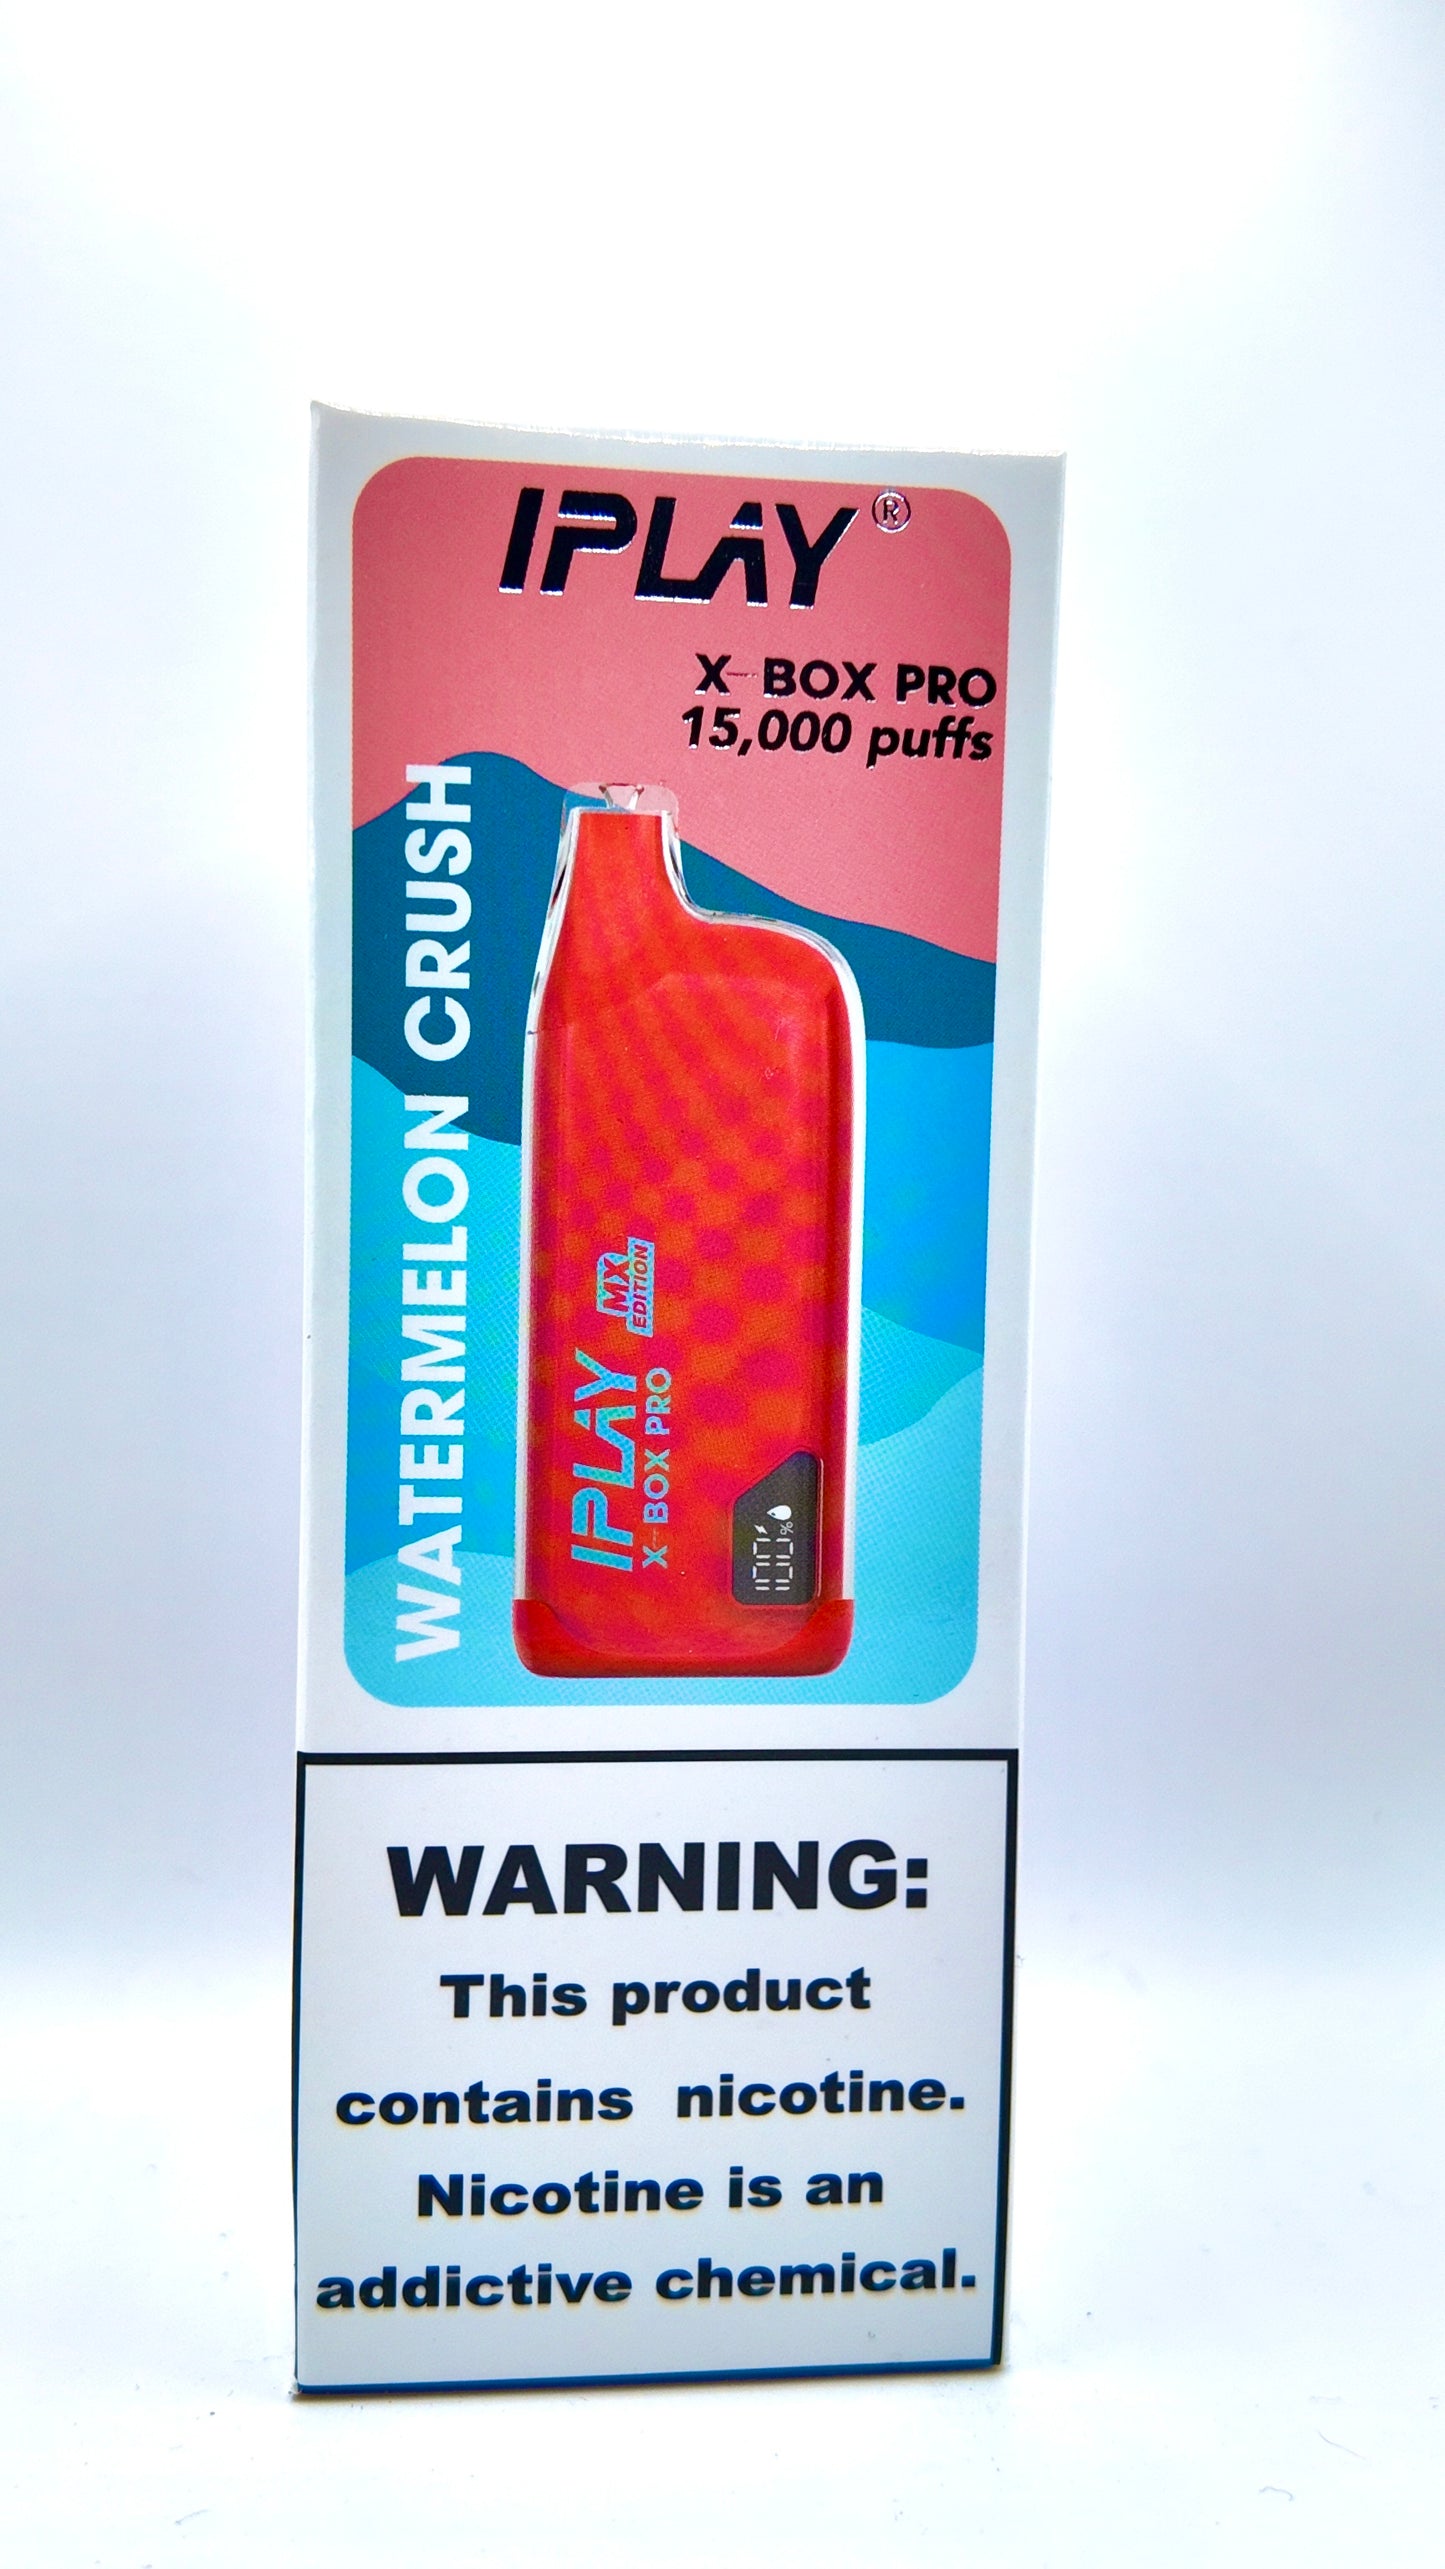 IPLAY®
X-BOX PRO
15,000 puffs
WATERMELON CRUSH
IPLAY
X-BOX PRO
MX
EDITION
100%
WARNING:
This product
contains nicotine.
Nicotine is an
addictive chemical.